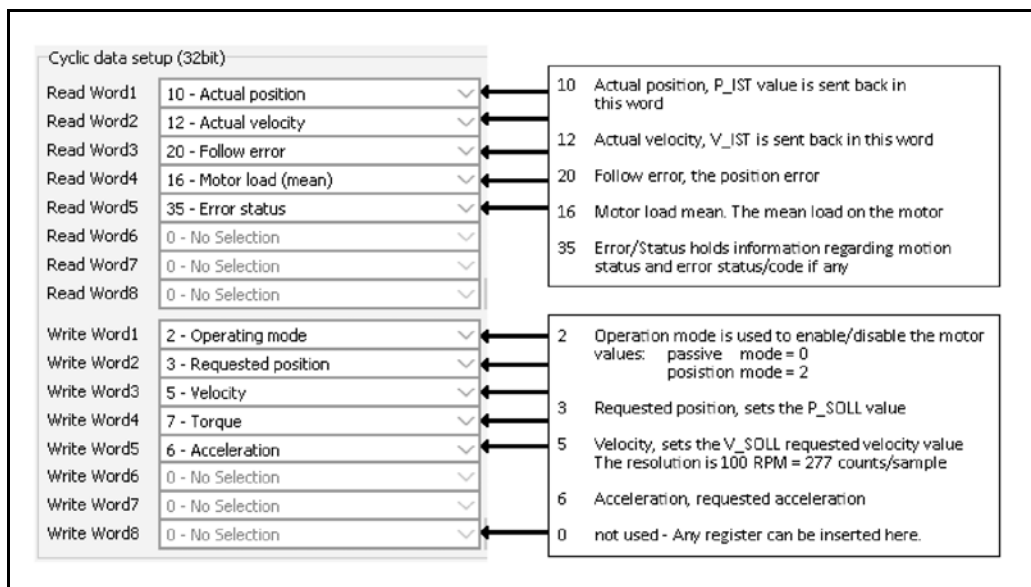 Cyclic data setup (32bit)
Read Word1 10 - Actual position
Read Word2 12 - Actual velocity
Read Word3 20 - Follow error
Read Word4 16 - Motor load (mean)
Read Word5 35 - Error status
Read Word6 0 - No Selection
Read Word7 0 - No Selection
Read Word8 0 - No Selection
Write Word1 2 - Operating mode
Write Word2 3 - Requested position
Write Word3 5 - Velocity
Write Word4 7 - Torque
Write Word5 6 - Acceleration
Write Word6 0 - No Selection
Write Word7 0 - No Selection
Write Word8 0 - No Selection
10 Actual position, P_IST value is sent back in
this word
12 Actual velocity, V_IST is sent back in this word
20 Follow error, the position error
16 Motor load mean. The mean load on the motor
35 Error/Status holds information regarding motion
status and error status/code if any
2 Operation mode is used to enable/disable the motor
values: passive mode = 0
posistion mode = 2
3 Requested position, sets the P_SOLL value
5 Velocity, sets the V_SOLL requested velocity value
The resolution is 100 RPM = 277 counts/sample
6 Acceleration, requested acceleration
0 not used - Any register can be inserted here.